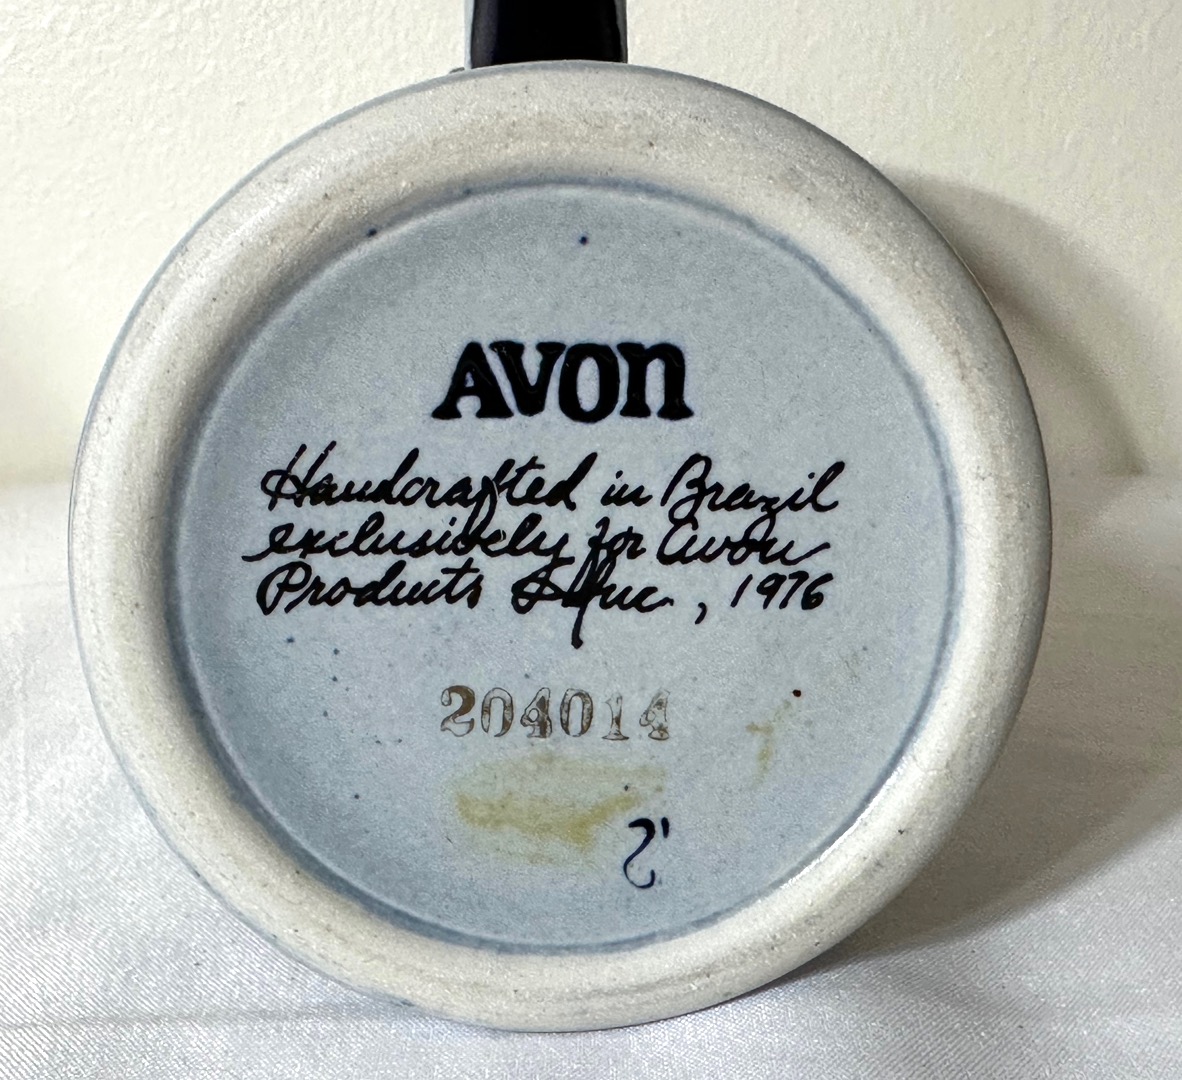 AVON
Handcrafted in Brazil
exclusively for Avon
Products Inc., 1976
204014